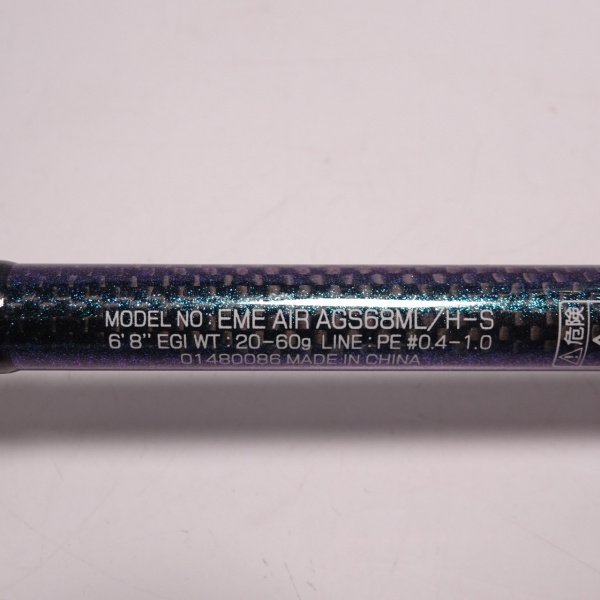 MODEL NO : EME AIR AGS68ML/H-S
6' 8'' EGI WT : 20-60g LINE : PE #0.4-1.0
01480086 MADE IN CHINA
危険